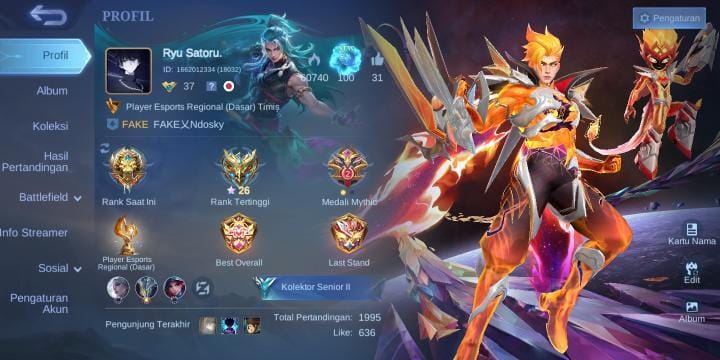 PROFIL
Pengaturan
Profil
Ryu Satoru.
ID: 1662012334 (18032)
60740
100
31
37
?
Album
Player Esports Regional (Dasar) Timis
FAKE FAKE乂Ndosky
Koleksi
Hasil
Pertandingan
Rank Saat Ini
26
Rank Tertinggi
2
Medali Mythic
Battlefield
Info Streamer
Player Esports
Regional (Dasar)
Best Overall
Last Stand
Kartu Nama
Sosial
Edit
Kolektor Senior II
Pengaturan
Akun
Pengunjung Terakhir
Total Pertandingan: 1995
Like: 636
Album